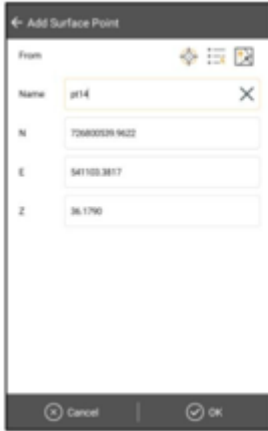 ← Add Surface Point
From
Name pt14
N 726800539.9622
E 541103.3817
Z 36.1790
Cancel OK